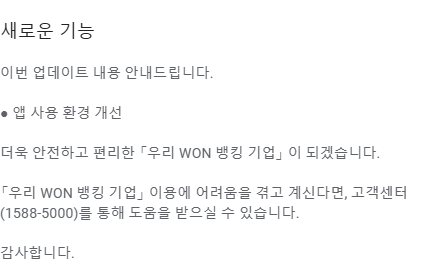 새로운 기능
이번 업데이트 내용 안내드립니다.
● 앱 사용 환경 개선
더욱 안전하고 편리한 「우리 WON 뱅킹 기업」 이 되겠습니다.
「우리 WON 뱅킹 기업」 이용에 어려움을 겪고 계신다면, 고객센터
(1588-5000)를 통해 도움을 받으실 수 있습니다.
감사합니다.